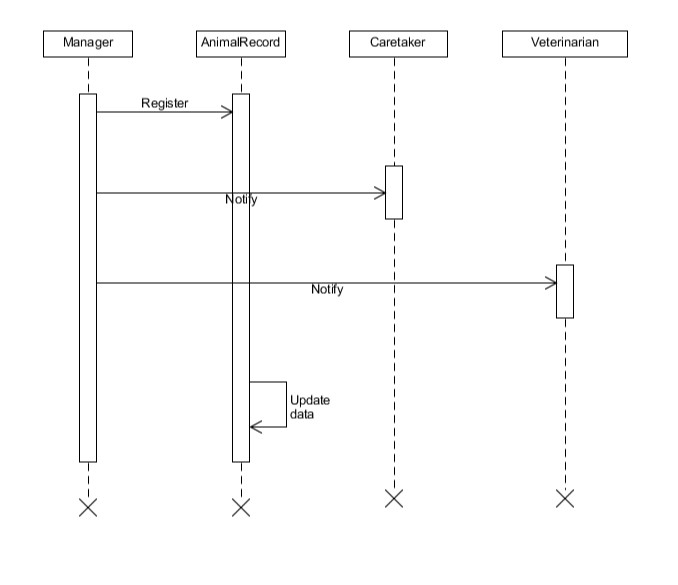 Manager
AnimalRecord
Caretaker
Veterinarian
Register
Notify
Notify
Update
data